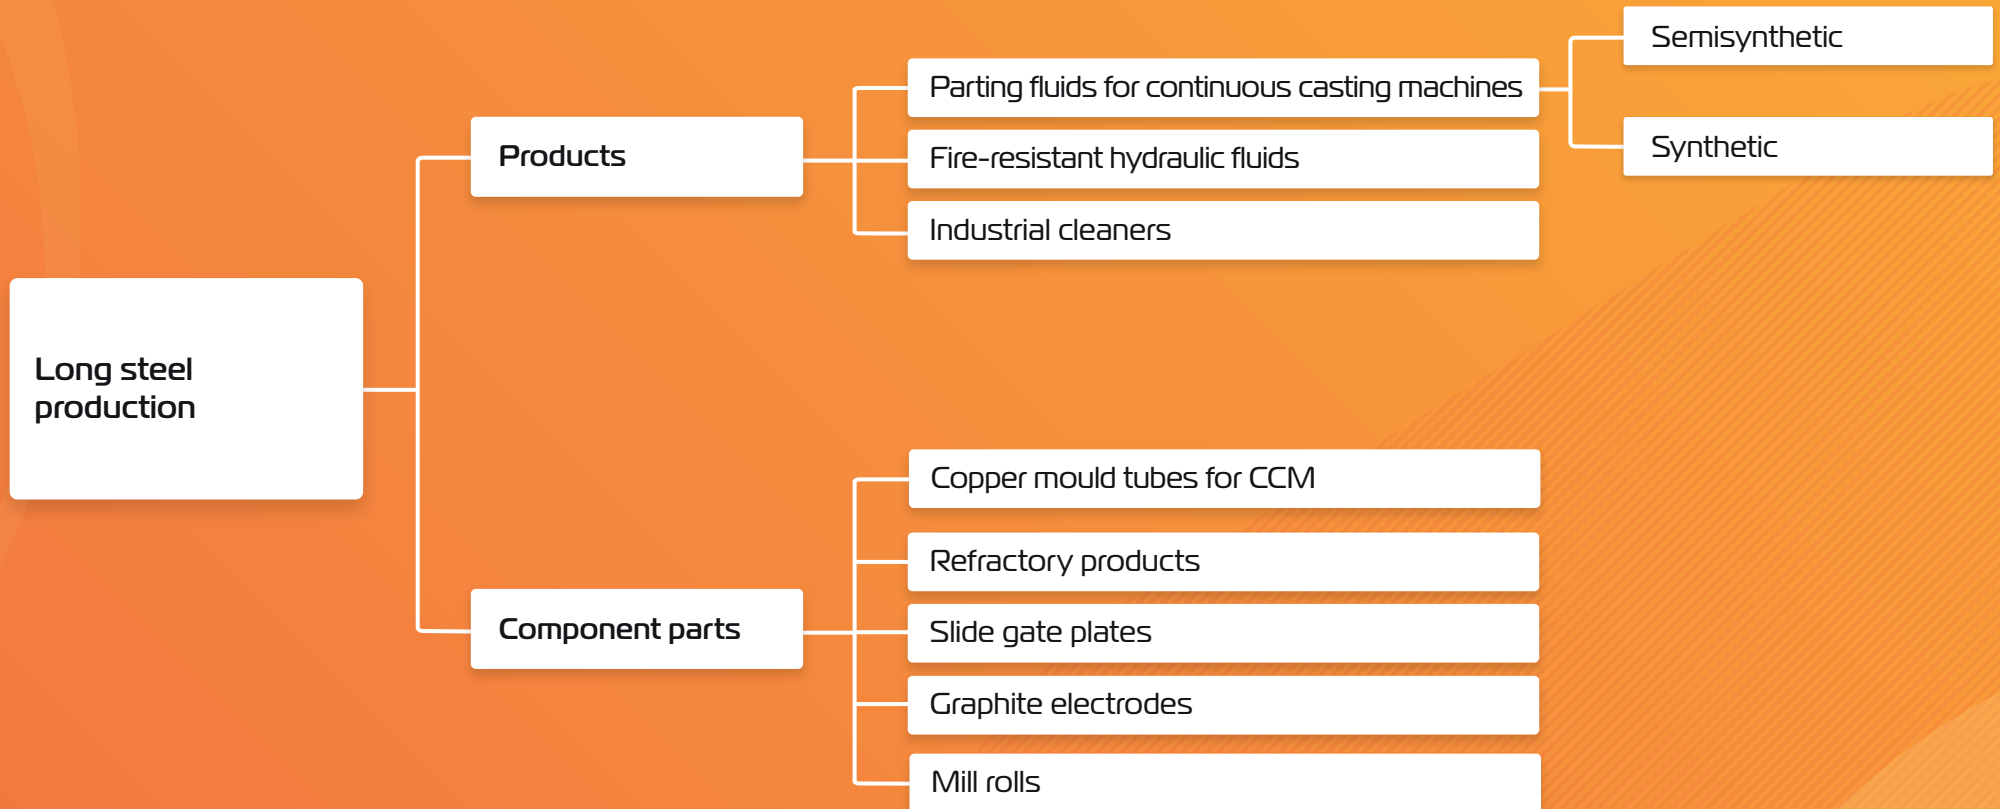 Long steel
production
Products
Parting fluids for continuous casting machines
Semisynthetic
Synthetic
Fire-resistant hydraulic fluids
Industrial cleaners
Component parts
Copper mould tubes for CCM
Refractory products
Slide gate plates
Graphite electrodes
Mill rolls